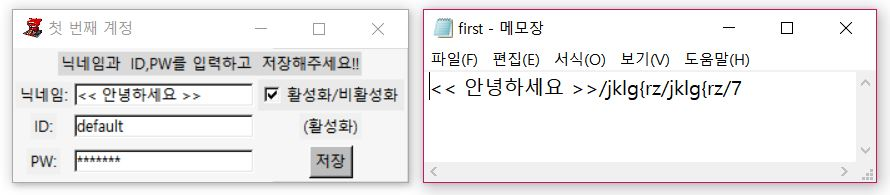 첫 번째 계정
닉네임과 ID,PW를 입력하고 저장해주세요!!
닉네임: << 안녕하세요 >> 활성화/비활성화
ID: default (활성화)
PW: ******* 저장
first - 메모장
파일(F) 편집(E) 서식(O) 보기(V) 도움말(H)
<< 안녕하세요 >>/jklg{rz/jklg{rz/7